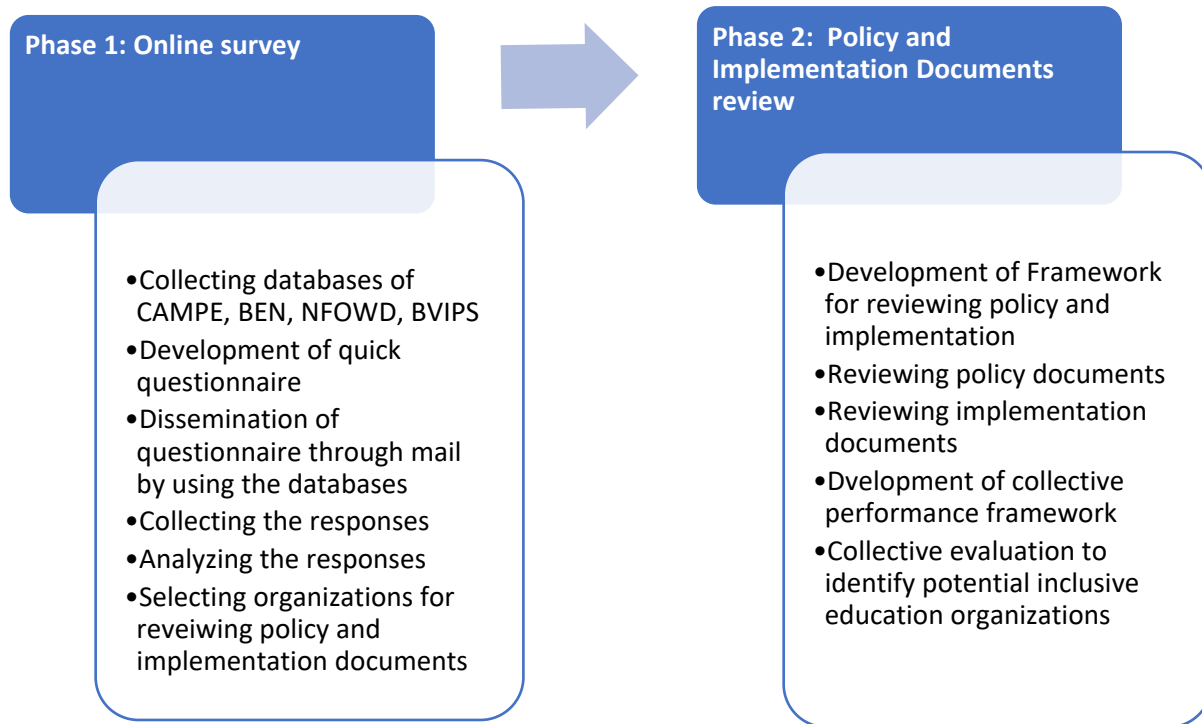 Phase 1: Online survey
•Collecting databases of
CAMPE, BEN, NFOWD, BVIPS
•Development of quick
questionnaire
•Dissemination of
questionnaire through mail
by using the databases
•Collecting the responses
•Analyzing the responses
•Selecting organizations for
reveiwing policy and
implementation documents
Phase 2:  Policy and
Implementation Documents
review
•Development of Framework
for reviewing policy and
implementation
•Reviewing policy documents
•Reviewing implementation
documents
•Dvelopment of collective
performance framework
•Collective evaluation to
identify potential inclusive
education organizations